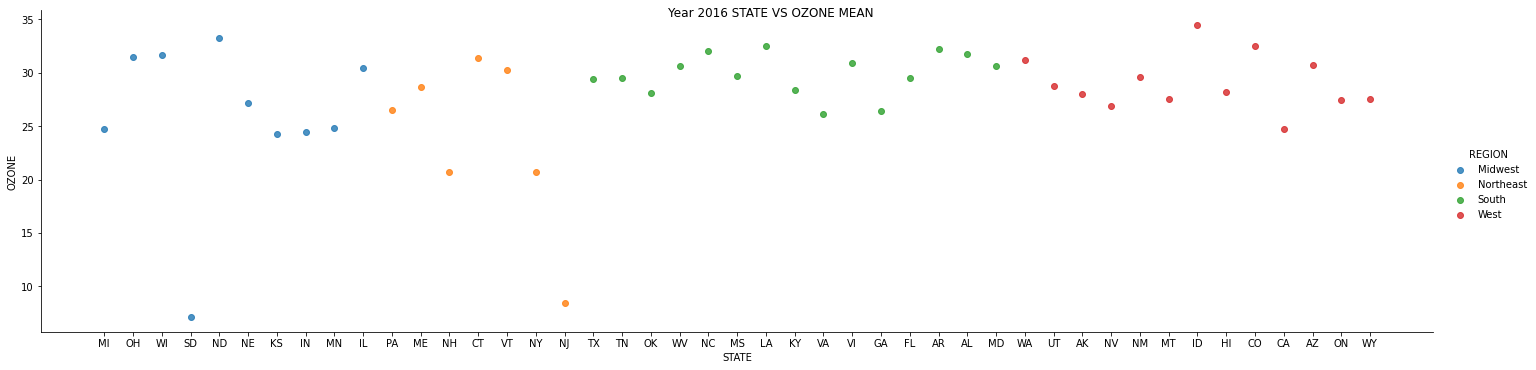 Year 2016 STATE VS OZONE MEAN
35
30
25
20
15
10
OZONE
MI OH WI SD ND NE KS IN MN IL PA ME NH CT VT NY NJ TX TN OK WV NC MS LA KY VA VI GA FL AR AL MD WA UT AK NV NM MT ID HI CO CA AZ ON WY
STATE
REGION
Midwest
Northeast
South
West